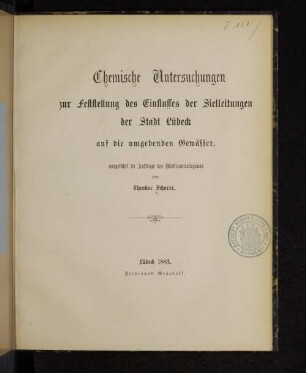 Chemische Untersuchungen
zur Feststellung des Einflusses der Sielleitungen
der Stadt Lübeck
auf die umgebenden Gewässer,
ausgeführt im Auftrage des Medicinalcollegiums
von
Theodor Schorer.
Lübeck 1883.
Ferdinand Grautoff.